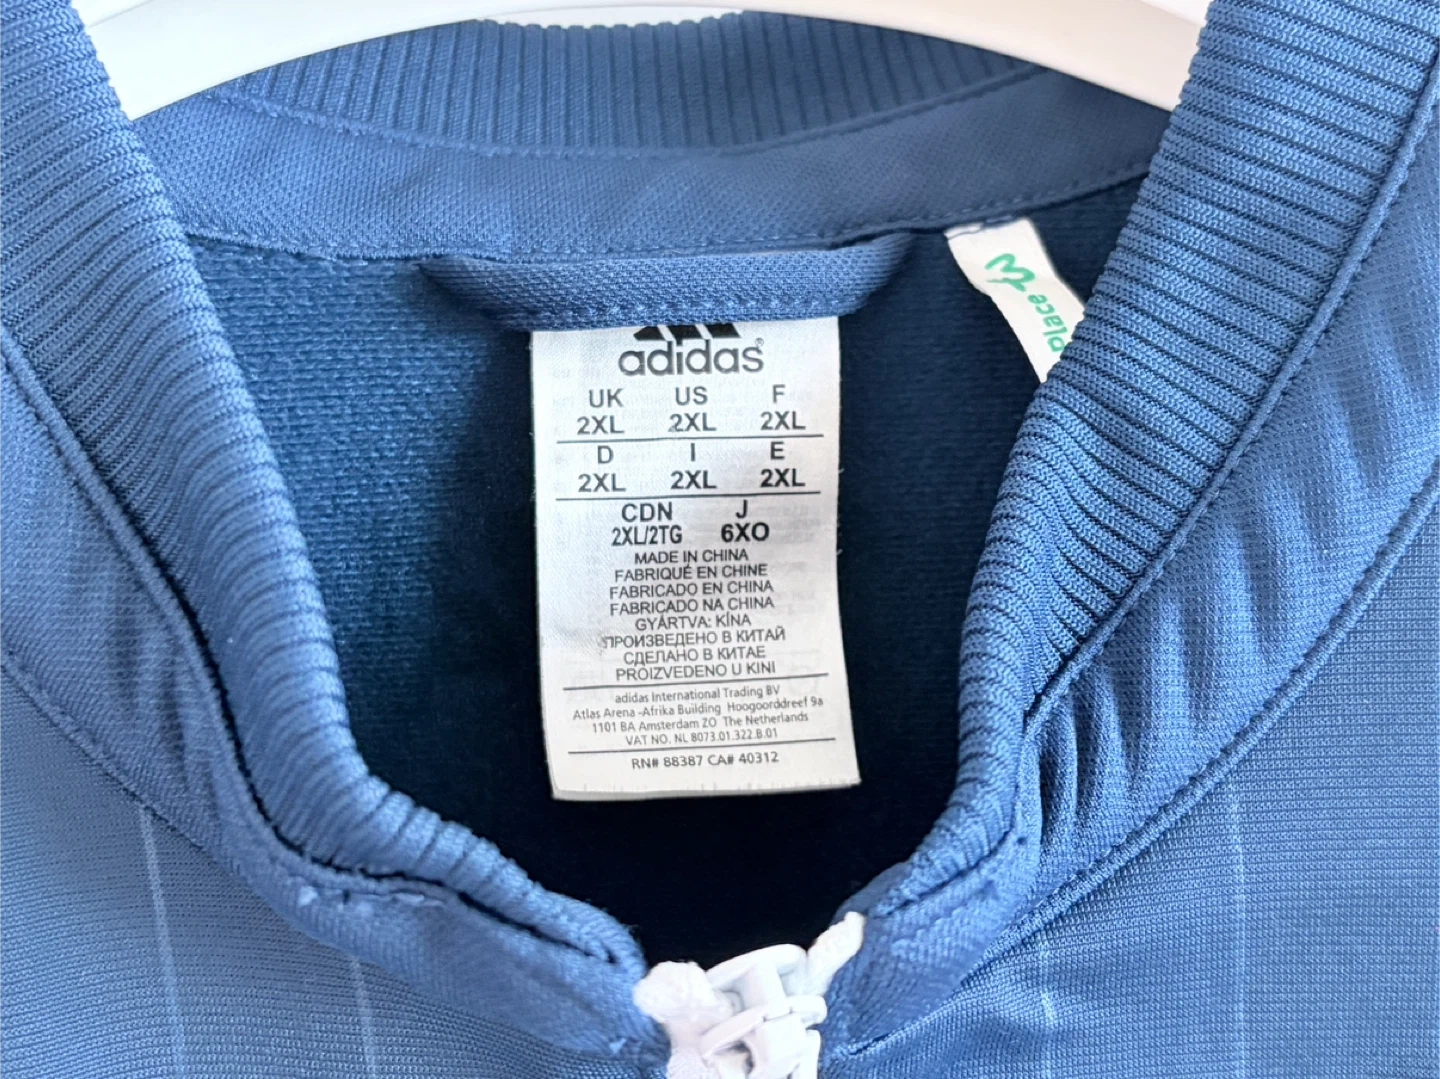 adidas®
UK US F
2XL 2XL 2XL
D I E
2XL 2XL 2XL
CDN J
2XL/2TG 6XO
MADE IN CHINA
FABRIQUÉ EN CHINE
FABRICADO EN CHINA
FABRICADO NA CHINA
GYÁRTVA: KÍNA
ПРОИЗВЕДЕНО В КИТАЙ
СДЕЛАНО В КИТАЕ
PROIZVEDENO U KINI
adidas International Trading BV
Atlas Arena -Afrika Building Hoogoorddreef 9a
1101 BA Amsterdam ZO The Netherlands
VAT NO. NL 8073.01.322.B.01
RN# 88387 CA# 40312
place